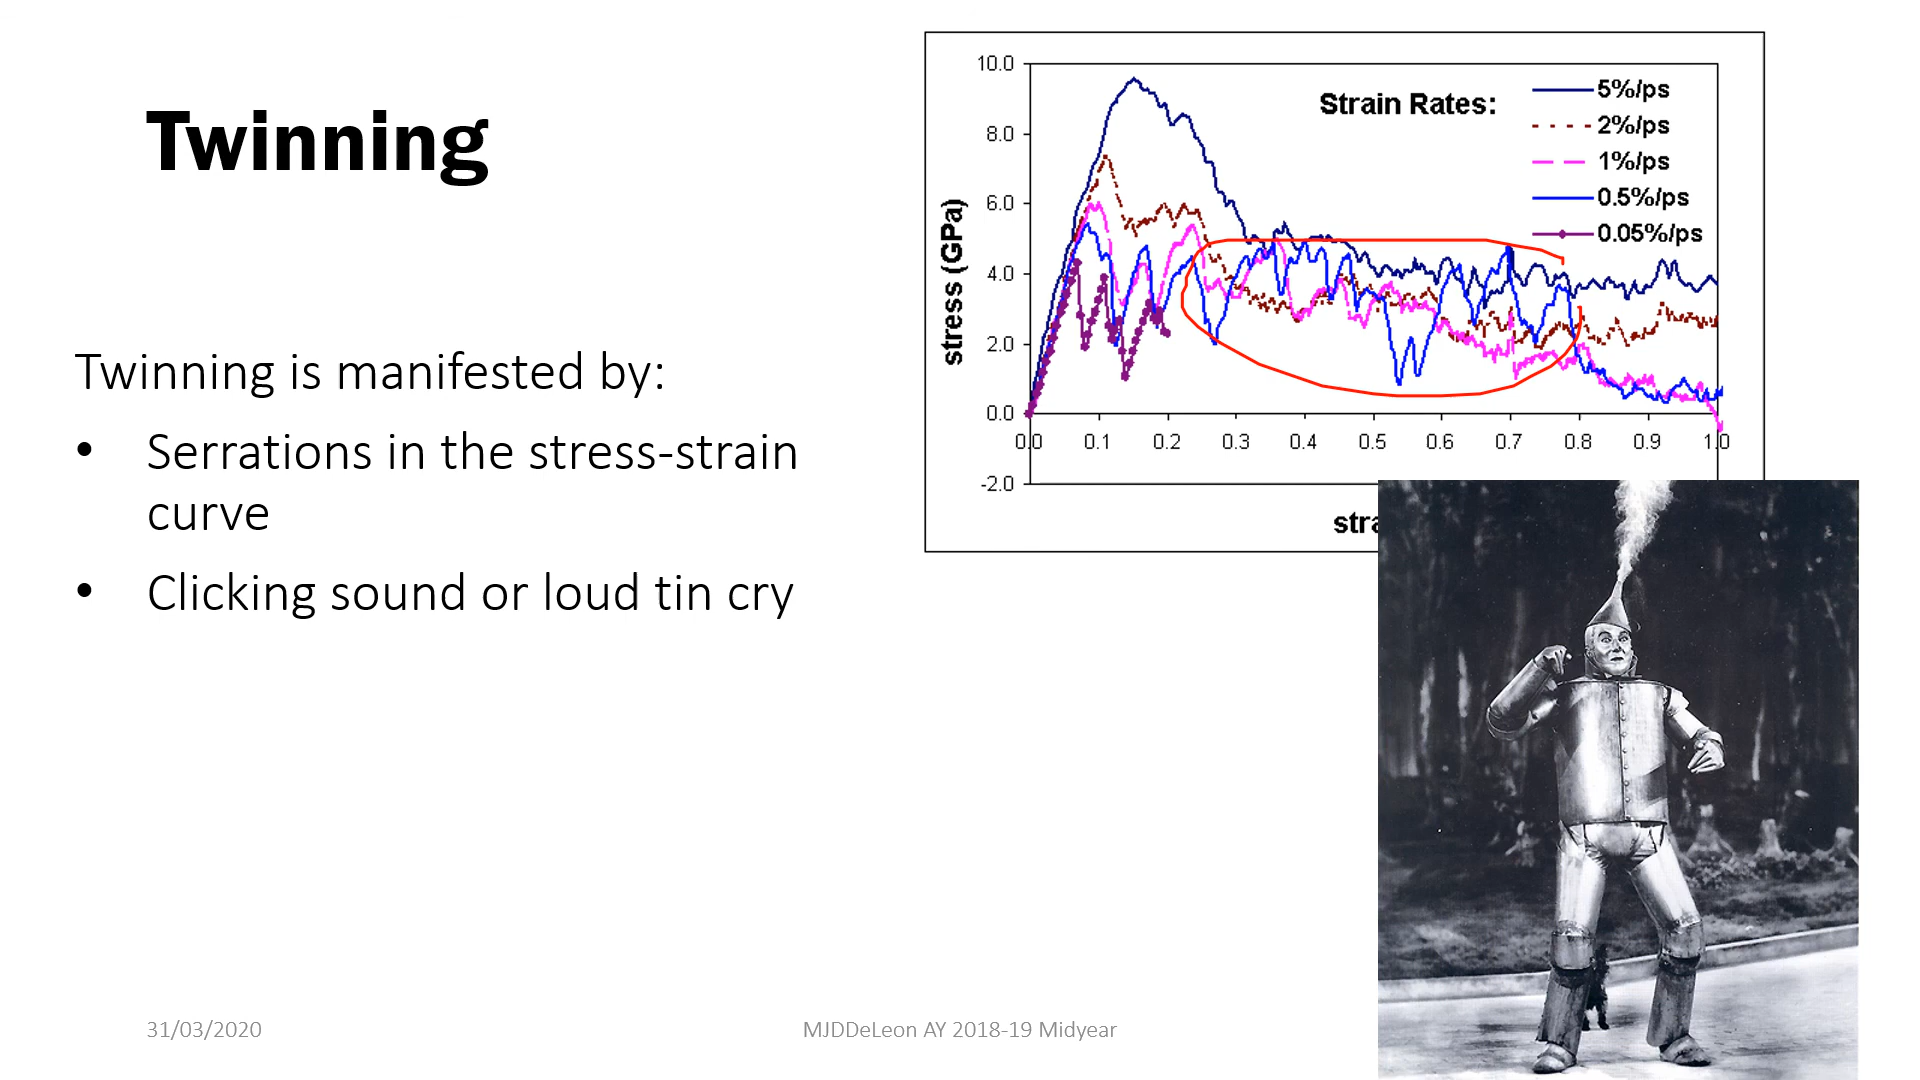 Twinning
Twinning is manifested by:
• Serrations in the stress-strain
curve
• Clicking sound or loud tin cry
10.0
8.0
6.0
4.0
2.0
0.0
-2.0
stress (GPa)
Strain Rates:
5%/ps
2%/ps
1%/ps
0.5%/ps
0.05%/ps
0.0 0.1 0.2 0.3 0.4 0.5 0.6 0.7 0.8 0.9 1.0
stra
31/03/2020
MJDDeLeon AY 2018-19 Midyear